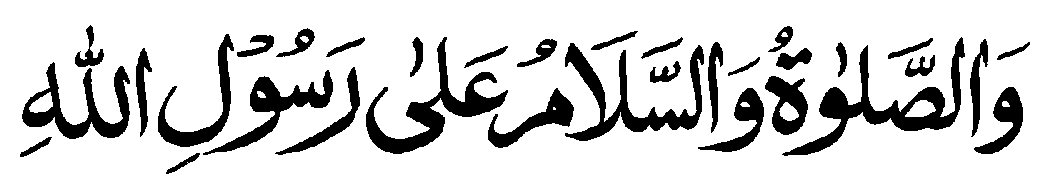 وَالصَّلٰوةُ وَالسَّلَامُ عَلٰى رَسُوْلِ اللّٰهِ